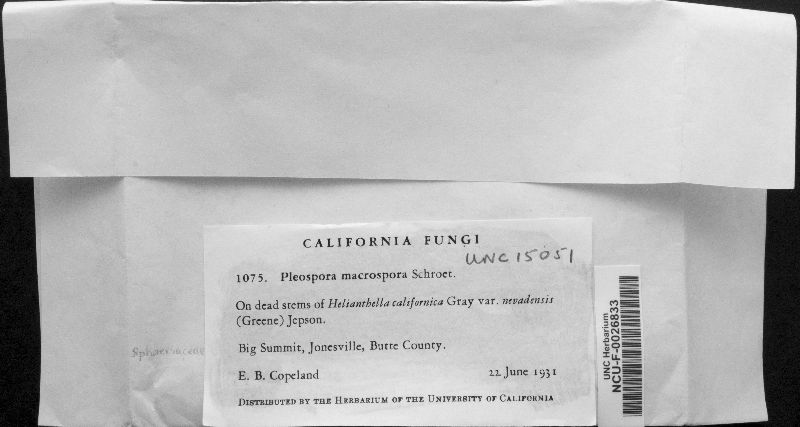 CALIFORNIA FUNGI
UNC 15051
1075. Pleospora macrospora Schroet.
On dead stems of Helianthella californica Gray var. nevadensis
(Greene) Jepson.
Big Summit, Jonesville, Butte County.
E. B. Copeland 22 June 1931
DISTRIBUTED BY THE HERBARIUM OF THE UNIVERSITY OF CALIFORNIA
Sphaeriaceae
UNC Herbarium
NCU-F-0026833